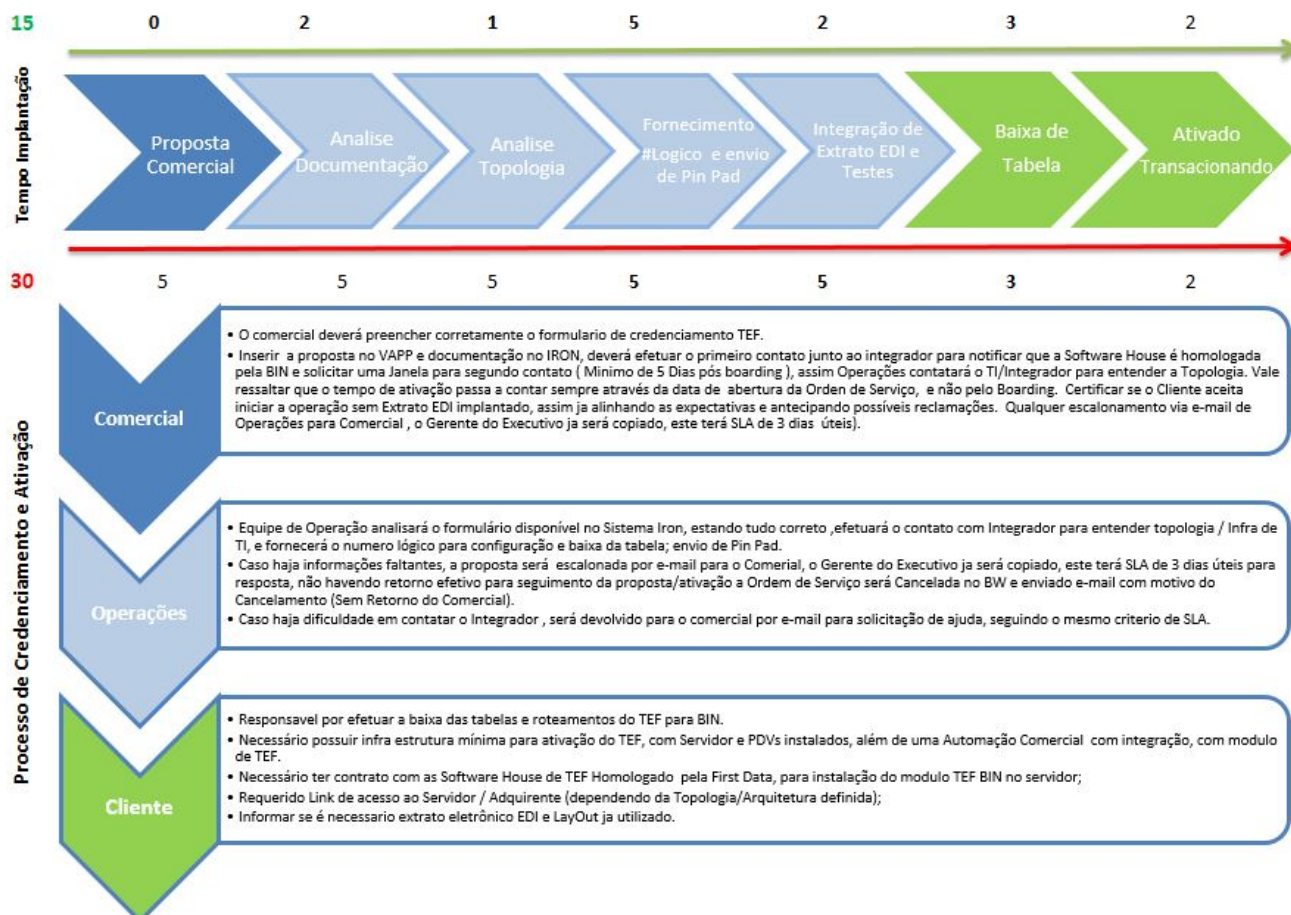 15 0 2 1 5 2 3 2
Tempo Implantação
Proposta
Comercial
Analise
Documentação
Analise
Topologia
Fornecimento
#Logico e envio
de Pin Pad
Integração de
Extrato EDI e
Testes
Baixa de
Tabela
Ativado
Transacionando
30 5 5 5 5 5 3 2
Processo de Credenciamento e Ativação
Comercial
• O comercial deverá preencher corretamente o formulario de credenciamento TEF.
• Inserir a proposta no VAPP e documentação no IRON, deverá efetuar o primeiro contato junto ao integrador para notificar que a Software House é homologada
pela BIN e solicitar uma Janela para segundo contato ( Minimo de 5 Dias pós boarding ), assim Operações contatará o TI/Integrador para entender a Topologia. Vale
ressaltar que o tempo de ativação passa a contar sempre através da data de abertura da Orden de Serviço, e não pelo Boarding. Certificar se o Cliente aceita
iniciar a operação sem Extrato EDI implantado, assim ja alinhando as expectativas e antecipando possíveis reclamações. Qualquer escalonamento via e-mail de
Operações para Comercial , o Gerente do Executivo ja será copiado, este terá SLA de 3 dias úteis).
Operações
• Equipe de Operação analisará o formulário disponível no Sistema Iron, estando tudo correto ,efetuará o contato com Integrador para entender topologia / Infra de
TI, e fornecerá o numero lógico para configuração e baixa da tabela; envio de Pin Pad.
• Caso haja informações faltantes, a proposta será escalonada por e-mail para o Comerial, o Gerente do Executivo ja será copiado, este terá SLA de 3 dias úteis para
resposta, não havendo retorno efetivo para seguimento da proposta/ativação a Ordem de Serviço será Cancelada no BW e enviado e-mail com motivo do
Cancelamento (Sem Retorno do Comercial).
• Caso haja dificuldade em contatar o Integrador , será devolvido para o comercial por e-mail para solicitação de ajuda, seguindo o mesmo criterio de SLA.
Cliente
• Responsavel por efetuar a baixa das tabelas e roteamentos do TEF para BIN.
• Necessário possuir infra estrutura mínima para ativação do TEF, com Servidor e PDVs instalados, além de uma Automação Comercial com integração, com modulo
de TEF.
• Necessário ter contrato com as Software House de TEF Homologado pela First Data, para instalação do modulo TEF BIN no servidor;
• Requerido Link de acesso ao Servidor / Adquirente (dependendo da Topologia/Arquitetura definida);
• Informar se é necessario extrato eletrônico EDI e LayOut ja utilizado.